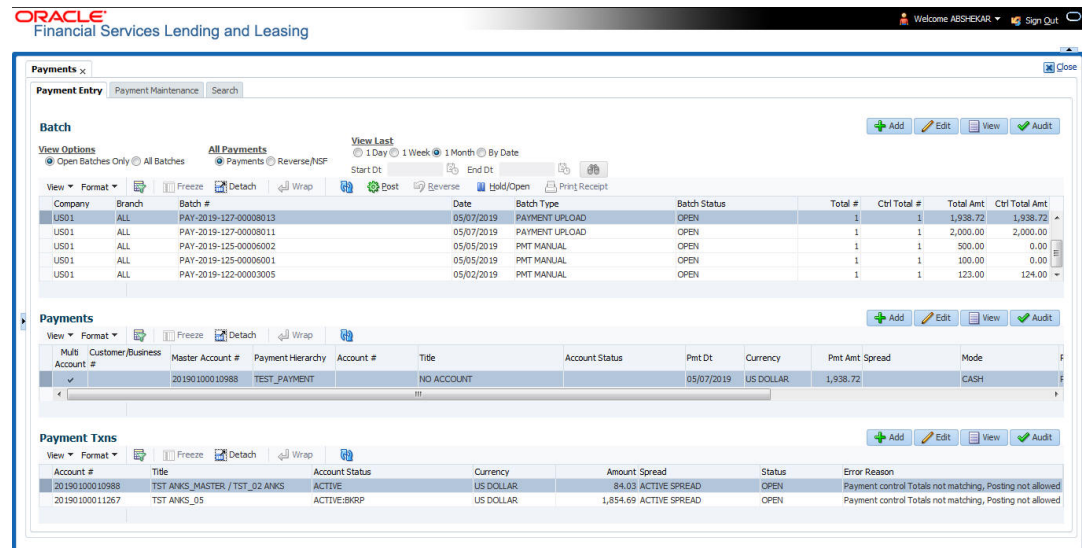 ORACLE
Welcome ABSHEKAR Sign Out
Financial Services Lending and Leasing
Payments x Close
Payment Entry Payment Maintenance Search
Batch Add Edit View Audit
View Options All Payments View Last
Open Batches Only All Batches Payments Reverse/NSF 1 Day 1 Week 1 Month By Date
Start Dt End Dt
View Format Freeze Detach Wrap Post Reverse Hold/Open Print Receipt
Company Branch Batch # Date Batch Type Batch Status Total # Ctrl Total # Total Amt Ctrl Total Amt
US01 ALL PAY-2019-127-00008013 05/07/2019 PAYMENT UPLOAD OPEN 1 1 1,938.72 1,938.72
US01 ALL PAY-2019-127-00008011 05/07/2019 PAYMENT UPLOAD OPEN 1 1 2,000.00 2,000.00
US01 ALL PAY-2019-125-00006002 05/05/2019 PMT MANUAL OPEN 1 1 500.00 0.00
US01 ALL PAY-2019-125-00006001 05/05/2019 PMT MANUAL OPEN 1 1 100.00 0.00
US01 ALL PAY-2019-122-00003005 05/02/2019 PMT MANUAL OPEN 1 1 123.00 124.00
Payments Add Edit View Audit
View Format Freeze Detach Wrap
Multi Account Customer/Business # Master Account # Payment Hierarchy Account # Title Account Status Pmt Dt Currency Pmt Amt Spread Mode
20190100010988 TEST_PAYMENT NO ACCOUNT 05/07/2019 US DOLLAR 1,938.72 CASH
Payment Txns Add Edit View Audit
View Format Freeze Detach Wrap
Account # Title Account Status Currency Amount Spread Status Error Reason
20190100010988 TST ANKS_MASTER / TST_02 ANKS ACTIVE US DOLLAR 84.03 ACTIVE SPREAD OPEN Payment control Totals not matching, Posting not allowed
20190100011267 TST ANKS_05 ACTIVE:BKRP US DOLLAR 1,854.69 ACTIVE SPREAD OPEN Payment control Totals not matching, Posting not allowed